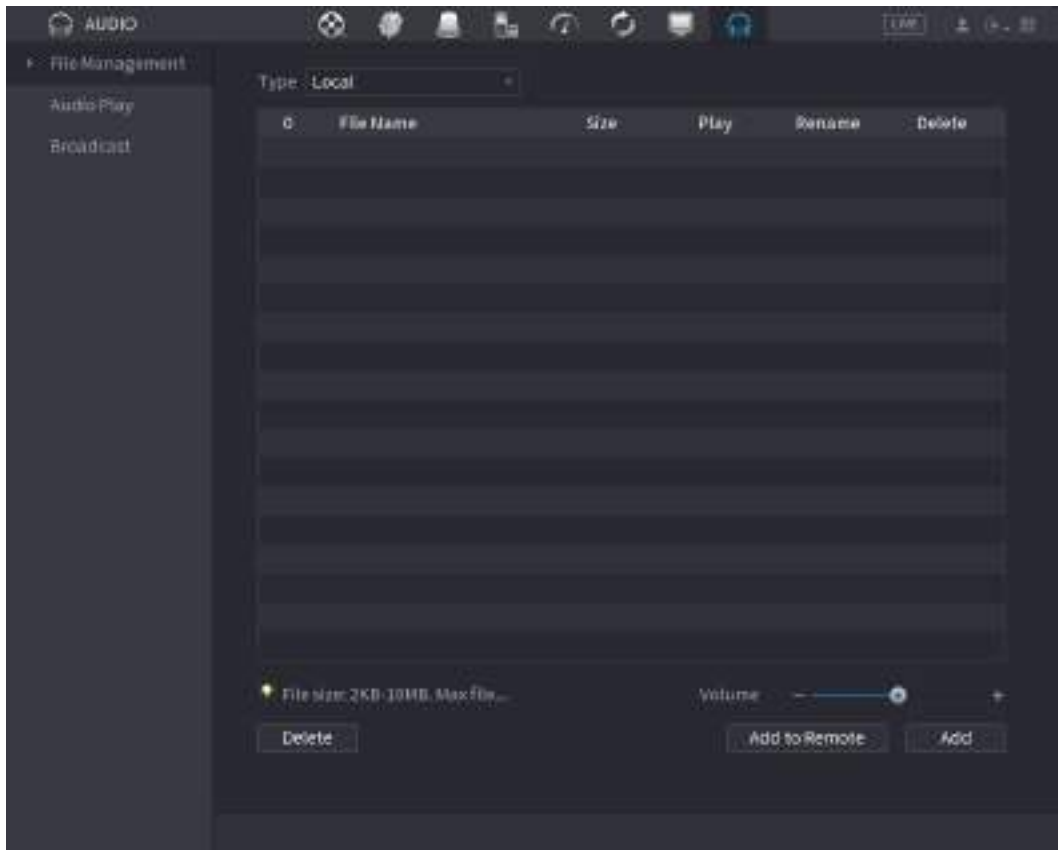 AUDIO
LIVE
File Management
Audio Play
Broadcast
Type Local
0 File Name Size Play Rename Delete
File size: 2KB-10MB. Max file...
Volume - +
Delete Add to Remote Add